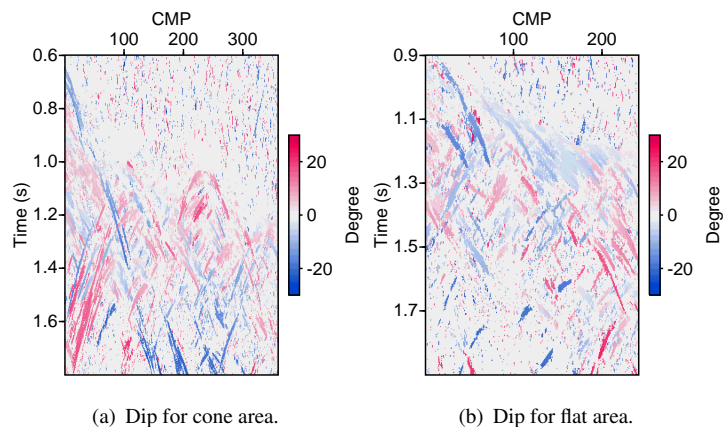 CMP
100 200 300
0.6
0.8
1.0
1.2
1.4
1.6
Time (s)
20
0
-20
Degree
(a) Dip for cone area.
CMP
100 200
0.9
1.1
1.3
1.5
1.7
Time (s)
20
0
-20
Degree
(b) Dip for flat area.